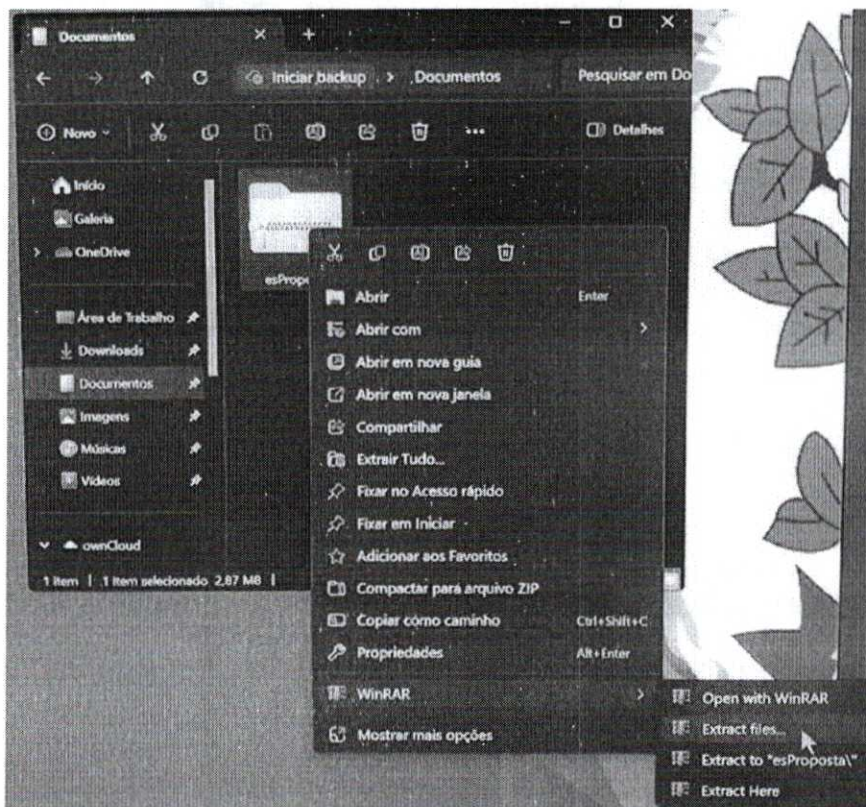 Documentos
Iniciar backup > Documentos
Pesquisar em Do
Novo
Detalhes
Início
Galeria
OneDrive
Área de Trabalho
Downloads
Documentos
Imagens
Músicas
Vídeos
ownCloud
1 item | 1 item selecionado 2,87 MB |
esPropo
Abrir Enter
Abrir com
Abrir em nova guia
Abrir em nova janela
Compartilhar
Extrair Tudo...
Fixar no Acesso rápido
Fixar em Iniciar
Adicionar aos Favoritos
Compactar para arquivo ZIP
Copiar como caminho Ctrl+Shift+C
Propriedades Alt+Enter
WinRAR
Mostrar mais opções
Open with WinRAR
Extract files...
Extract to "esProposta\"
Extract Here